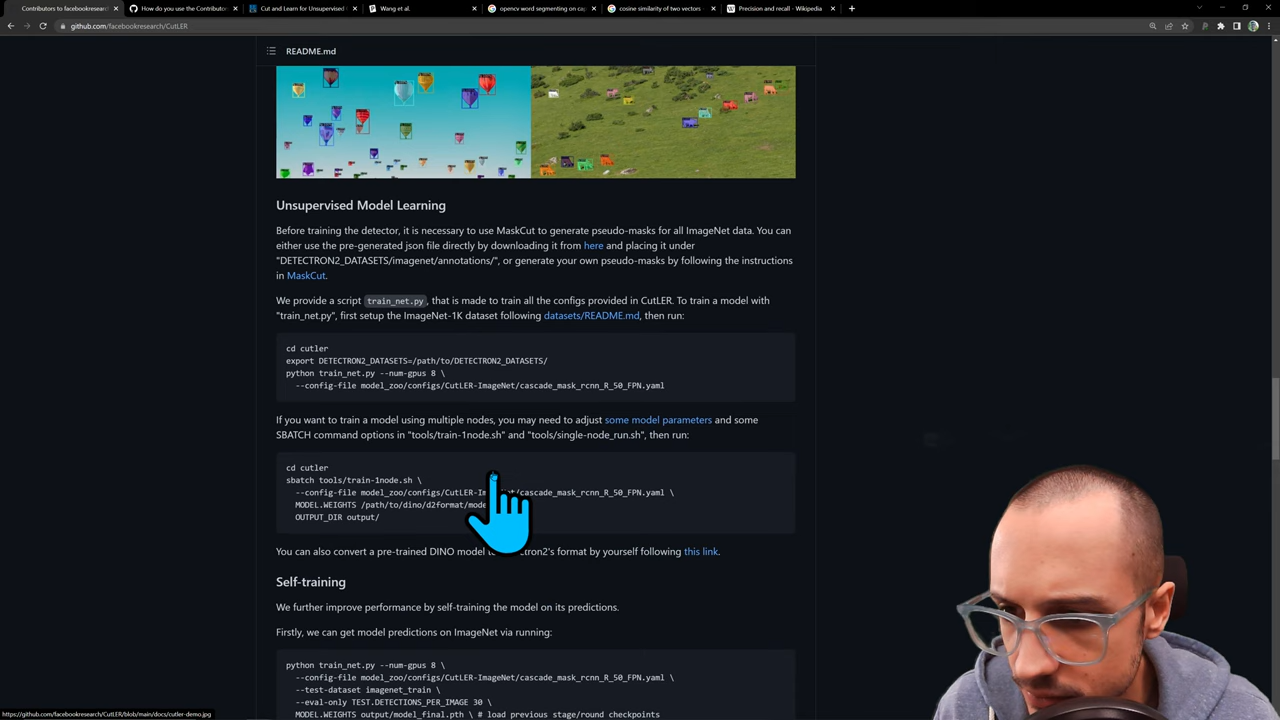 Contributors to facebookresearch
How do you use the Contributor
Cut and Learn for Unsupervised
Wang et al.
opencv word segmenting on cap
cosine similarity of two vectors
Precision and recall - Wikipedia
github.com/facebookresearch/CutLER
README.md
Unsupervised Model Learning
Before training the detector, it is necessary to use MaskCut to generate pseudo-masks for all ImageNet data. You can
either use the pre-generated json file directly by downloading it from here and placing it under
"DETECTRON2_DATASETS/imagenet/annotations/", or generate your own pseudo-masks by following the instructions
in MaskCut.
We provide a script train_net.py, that is made to train all the configs provided in CutLER. To train a model with
"train_net.py", first setup the ImageNet-1K dataset following datasets/README.md, then run:
cd cutler
export DETECTRON2_DATASETS=/path/to/DETECTRON2_DATASETS/
python train_net.py --num-gpus 8 \
--config-file model_zoo/configs/CutLER-ImageNet/cascade_mask_rcnn_R_50_FPN.yaml
If you want to train a model using multiple nodes, you may need to adjust some model parameters and some
SBATCH command options in "tools/train-1node.sh" and "tools/single-node_run.sh", then run:
cd cutler
sbatch tools/train-1node.sh \
--config-file model_zoo/configs/CutLER-Im et/cascade_mask_rcnn_R_50_FPN.yaml \
MODEL.WEIGHTS /path/to/dino/d2format/mode
OUTPUT_DIR output/
You can also convert a pre-trained DINO model t ectron2's format by yourself following this link.
Self-training
We further improve performance by self-training the model on its predictions.
Firstly, we can get model predictions on ImageNet via running:
python train_net.py --num-gpus 8 \
--config-file model_zoo/configs/CutLER-ImageNet/cascade_mask_rcnn_R_50_FPN.yaml \
--test-dataset imagenet_train \
--eval-only TEST.DETECTIONS_PER_IMAGE 30 \
MODEL.WEIGHTS output/model_final.pth \ # load previous stage/round checkpoints
https://github.com/facebookresearch/CutLER/blob/main/docs/cutler-demo.jpg